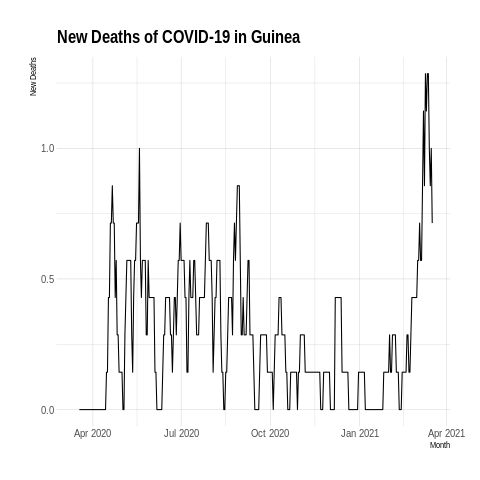 New Deaths of COVID-19 in Guinea
New Deaths
1.0
0.5
0.0
Apr 2020 Jul 2020 Oct 2020 Jan 2021 Apr 2021
Month